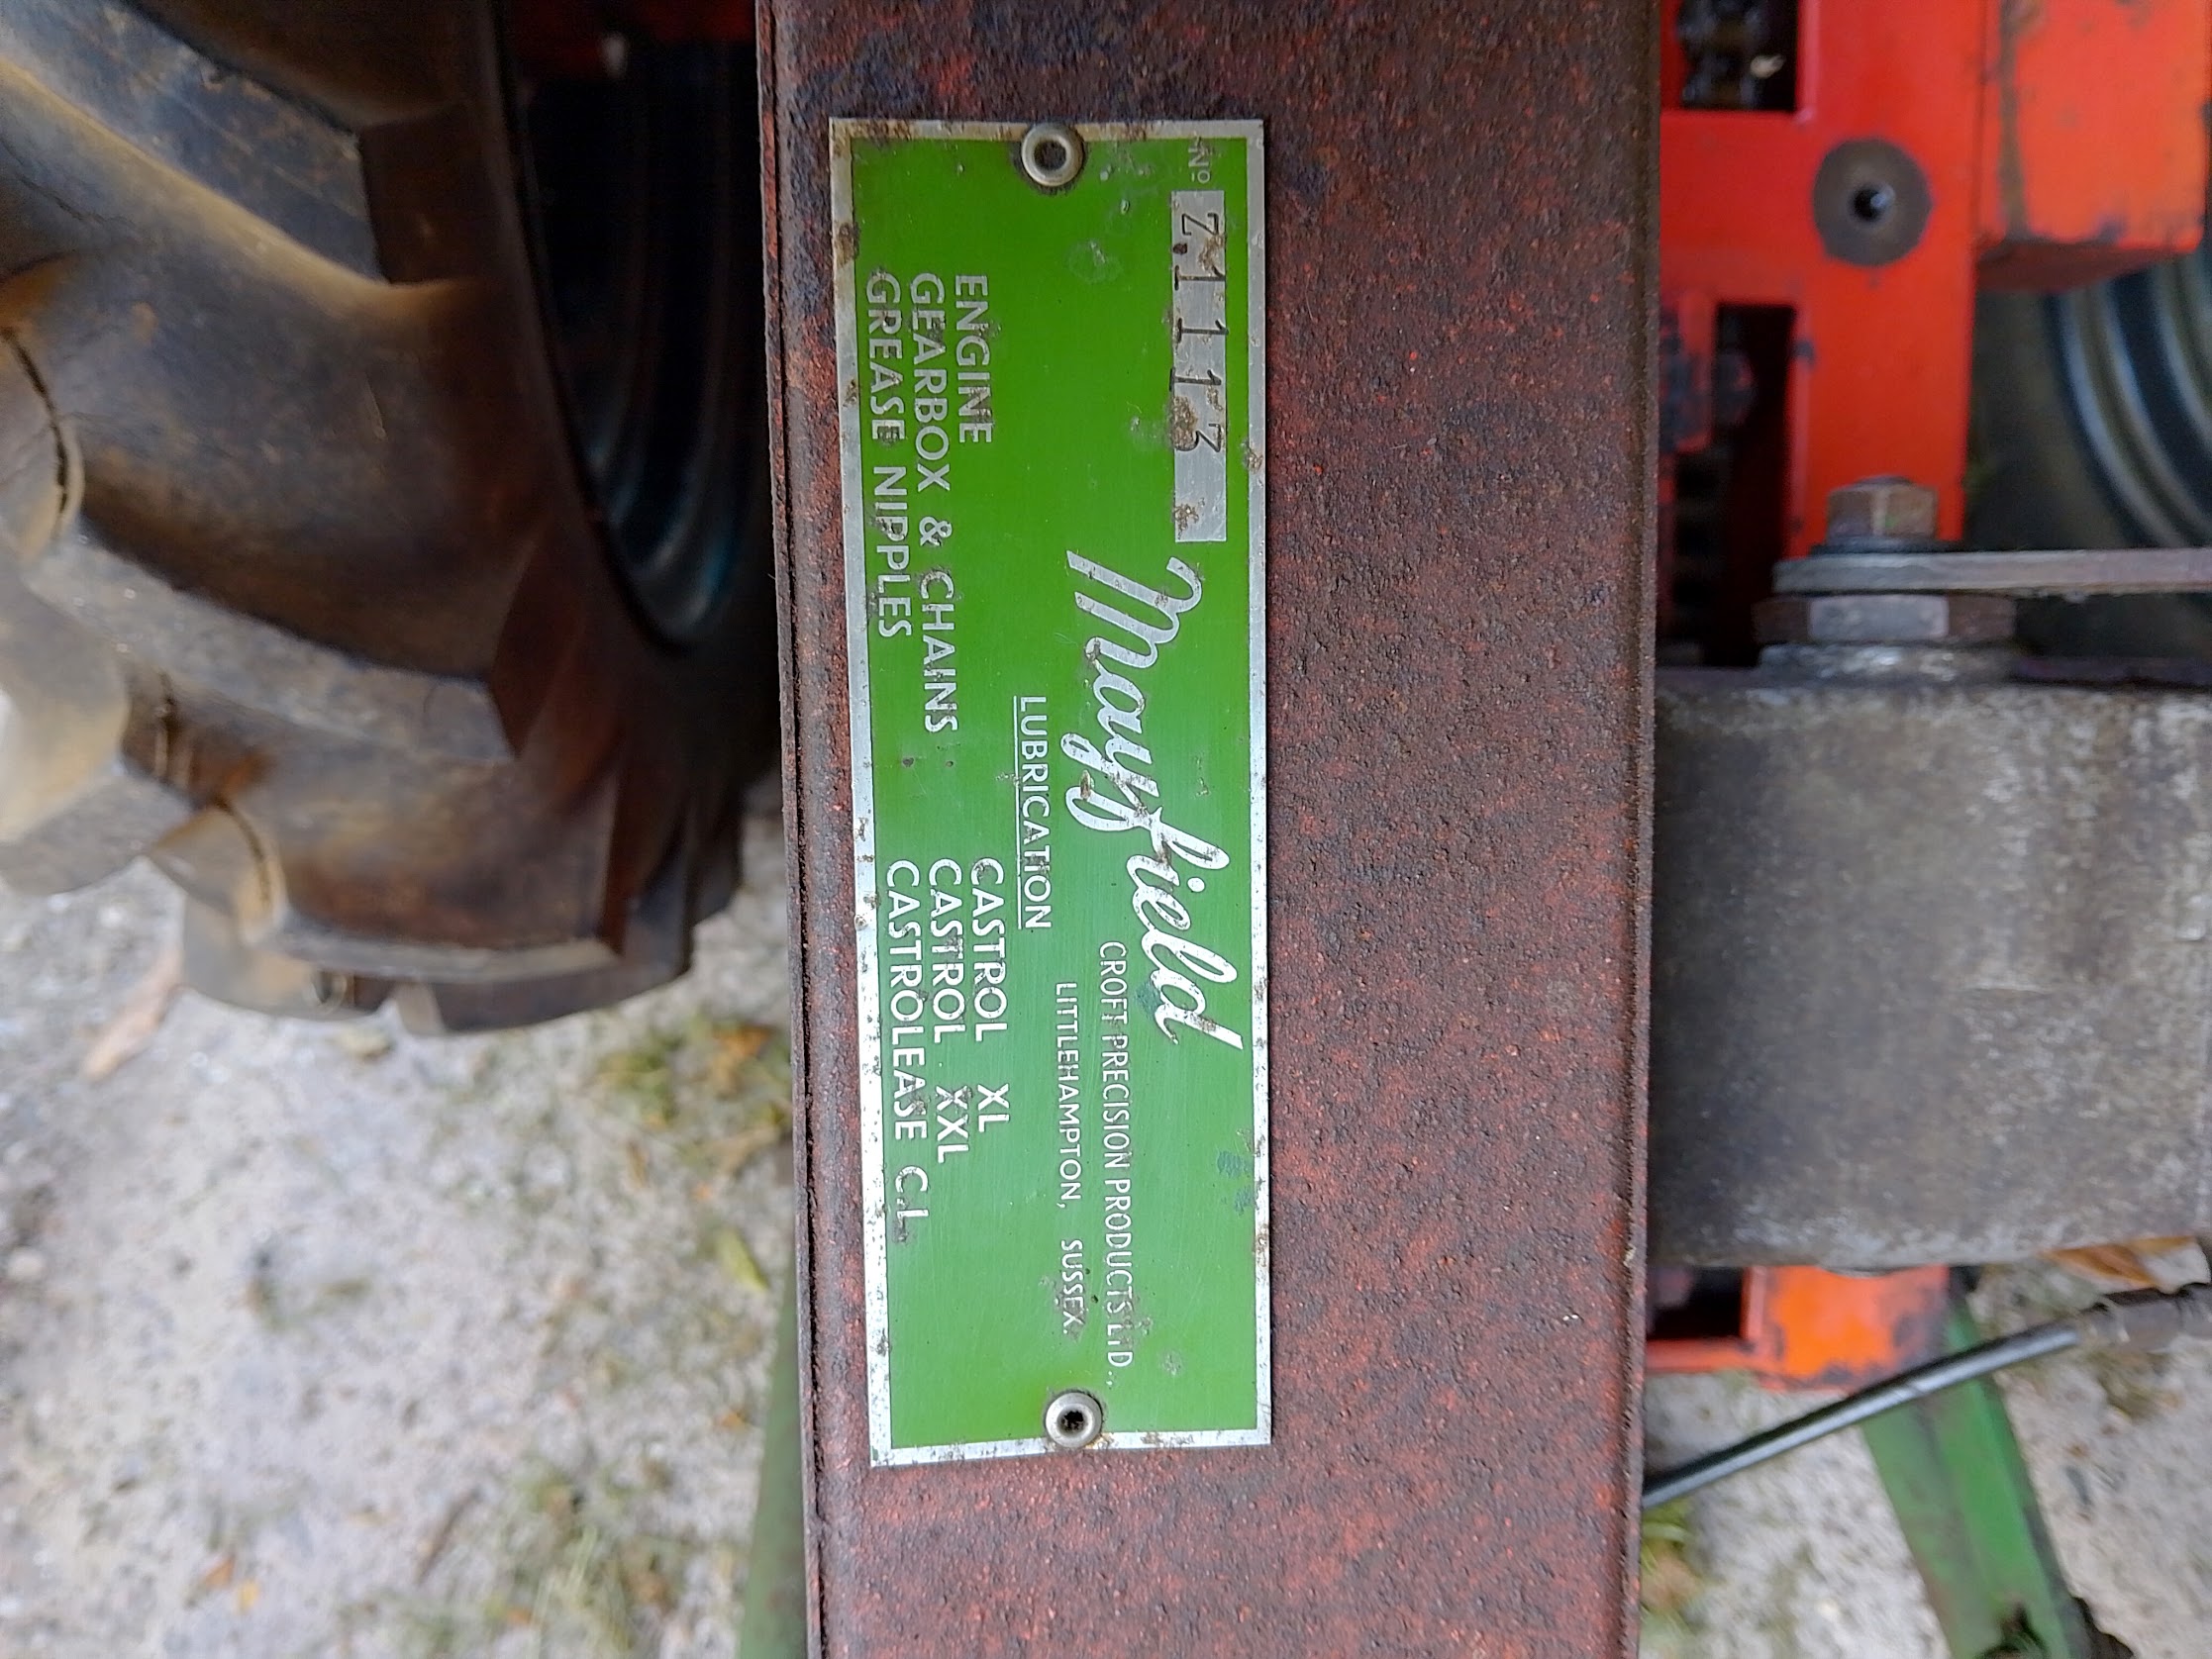 Nº Z.1113
Mayfield
CROFT PRECISION PRODUCTS LTD.,
LITTLEHAMPTON, SUSSEX.
LUBRICATION
ENGINE CASTROL XL
GEARBOX & CHAINS CASTROL XXL
GREASE NIPPLES CASTROLEASE C.L.